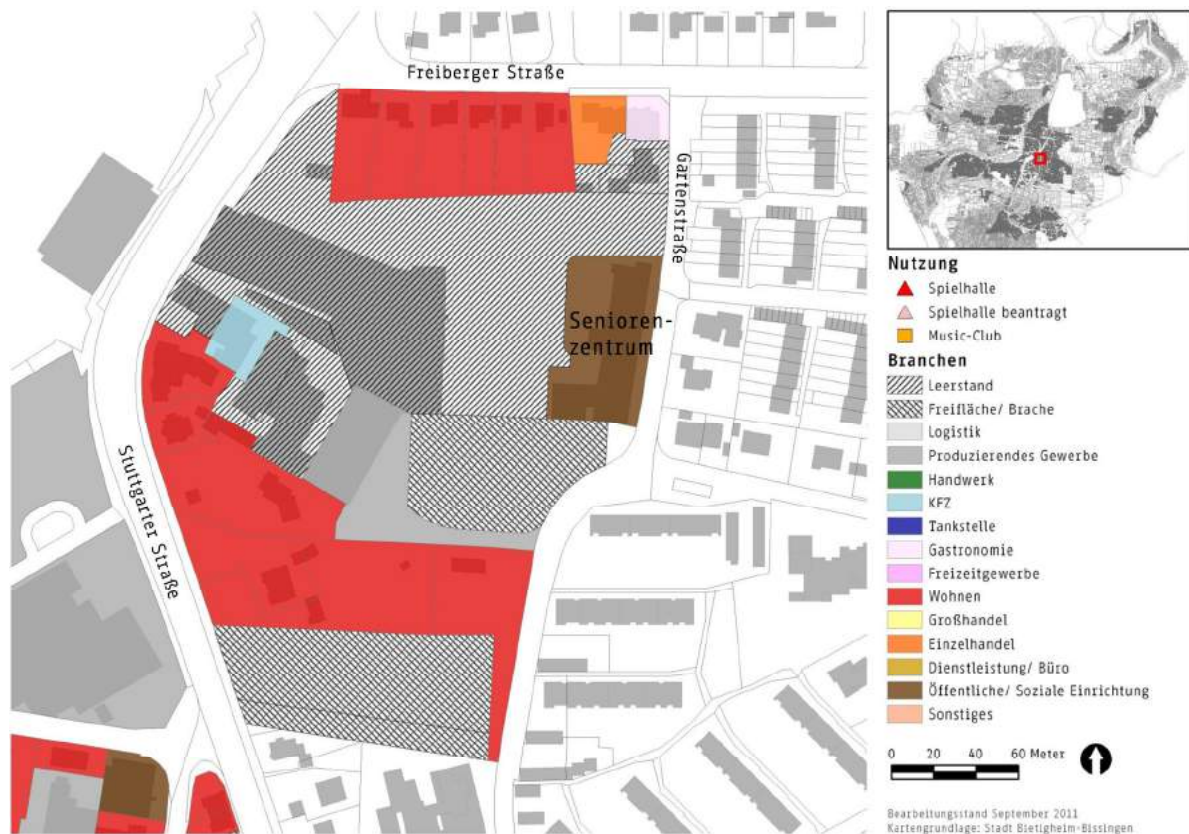 Freiberger Straße
Gartenstraße
Senioren-
zentrum
Stuttgarter Straße
Nutzung
Spielhalle
Spielhalle beantragt
Music-Club
Branchen
Leerstand
Freifläche/ Brache
Logistik
Produzierendes Gewerbe
Handwerk
KFZ
Tankstelle
Gastronomie
Freizeitgewerbe
Wohnen
Großhandel
Einzelhandel
Dienstleistung/ Büro
Öffentliche/ Soziale Einrichtung
Sonstiges
0 20 40 60 Meter
Bearbeitungsstand September 2011
Kartengrundlage: Stadt Bietigheim-Bissingen